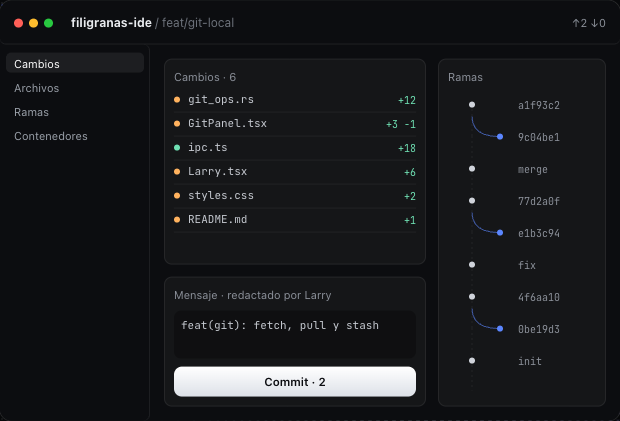 filigranas-ide / feat/git-local
↑2 ↓0
Cambios
Archivos
Ramas
Contenedores
Cambios · 6
git_ops.rs +12
GitPanel.tsx +3 -1
ipc.ts +18
Larry.tsx +6
styles.css +2
README.md +1
Mensaje · redactado por Larry
feat(git): fetch, pull y stash
Commit · 2
Ramas
a1f93c2
9c04be1
merge
77d2a0f
e1b3c94
fix
4f6aa10
0be19d3
init